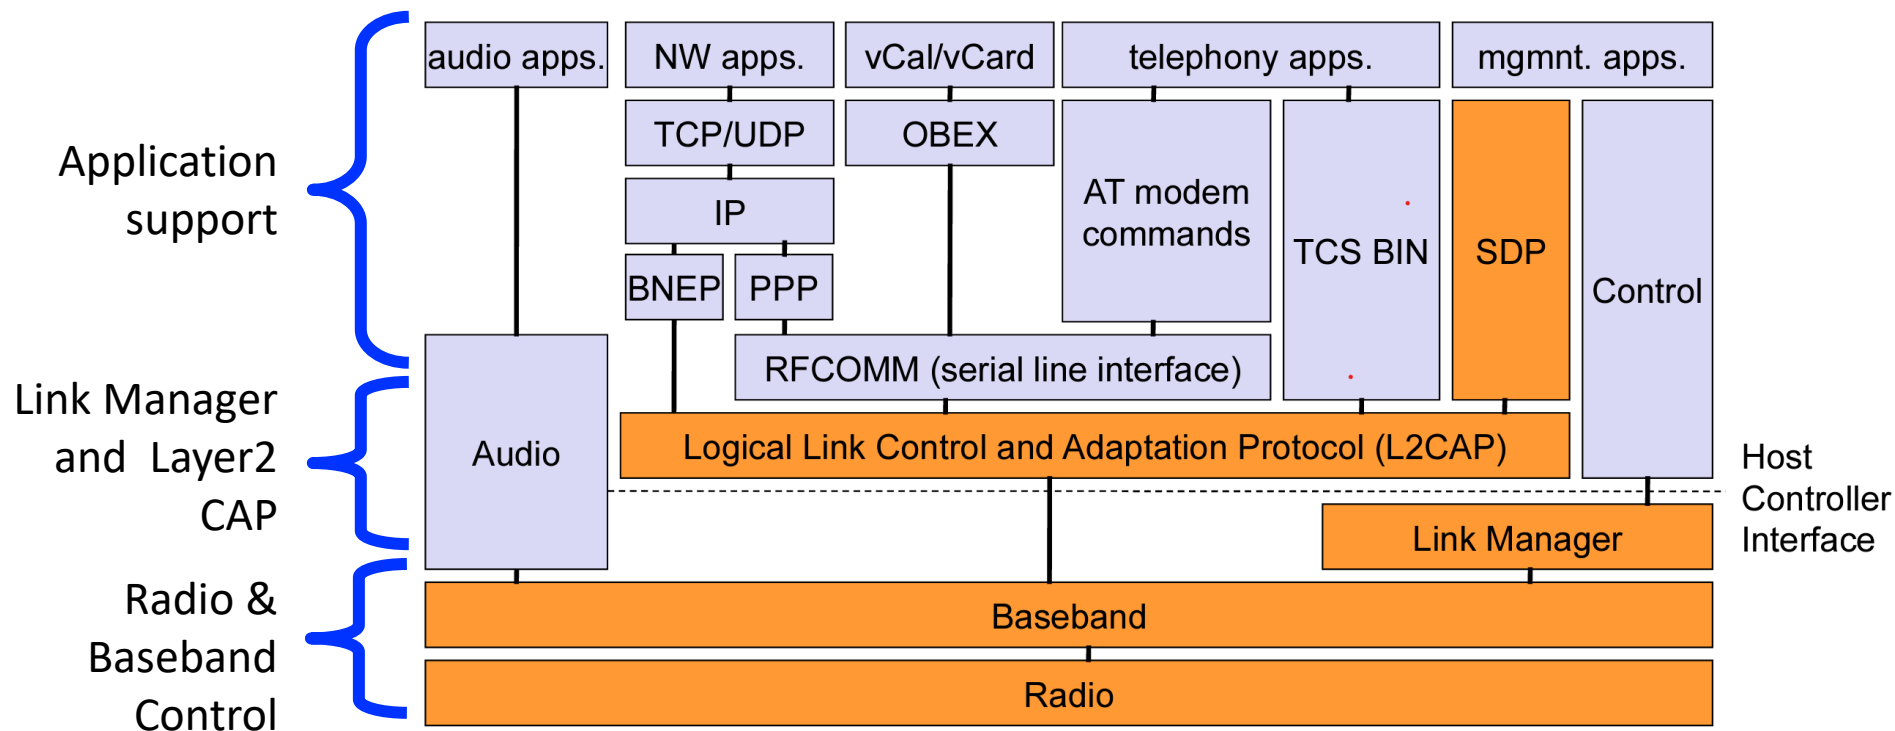 audio apps.
NW apps.
vCal/vCard
telephony apps.
mgmnt. apps.
TCP/UDP
OBEX
Application
support
AT modem
commands
IP
TCS BIN
SDP
Control
BNEP
PPP
RFCOMM (serial line interface)
Link Manager
and Layer2
CAP
Audio
Logical Link Control and Adaptation Protocol (L2CAP)
Host
Controller
Interface
Link Manager
Radio &
Baseband
Control
Baseband
Radio